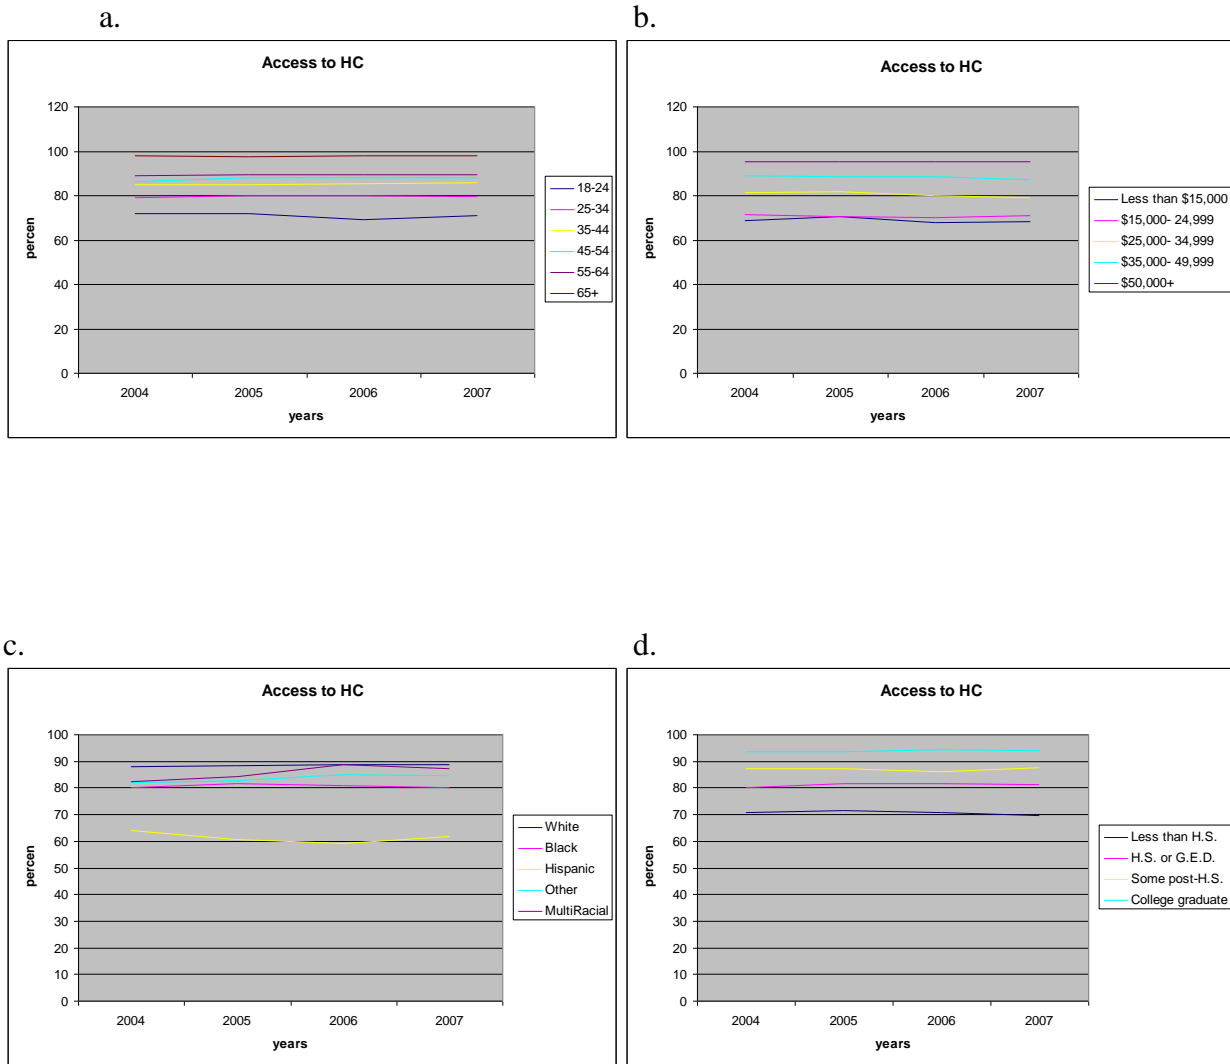 a.
Access to HC
120
100
80
60
40
20
0
percen
2004 2005 2006 2007
years
18-24
25-34
35-44
45-54
55-64
65+
b.
Access to HC
120
100
80
60
40
20
0
percen
2004 2005 2006 2007
years
Less than $15,000
$15,000- 24,999
$25,000- 34,999
$35,000- 49,999
$50,000+
c.
Access to HC
100
90
80
70
60
50
40
30
20
10
0
percen
2004 2005 2006 2007
years
White
Black
Hispanic
Other
MultiRacial
d.
Access to HC
100
90
80
70
60
50
40
30
20
10
0
percen
2004 2005 2006 2007
years
Less than H.S.
H.S. or G.E.D.
Some post-H.S.
College graduate